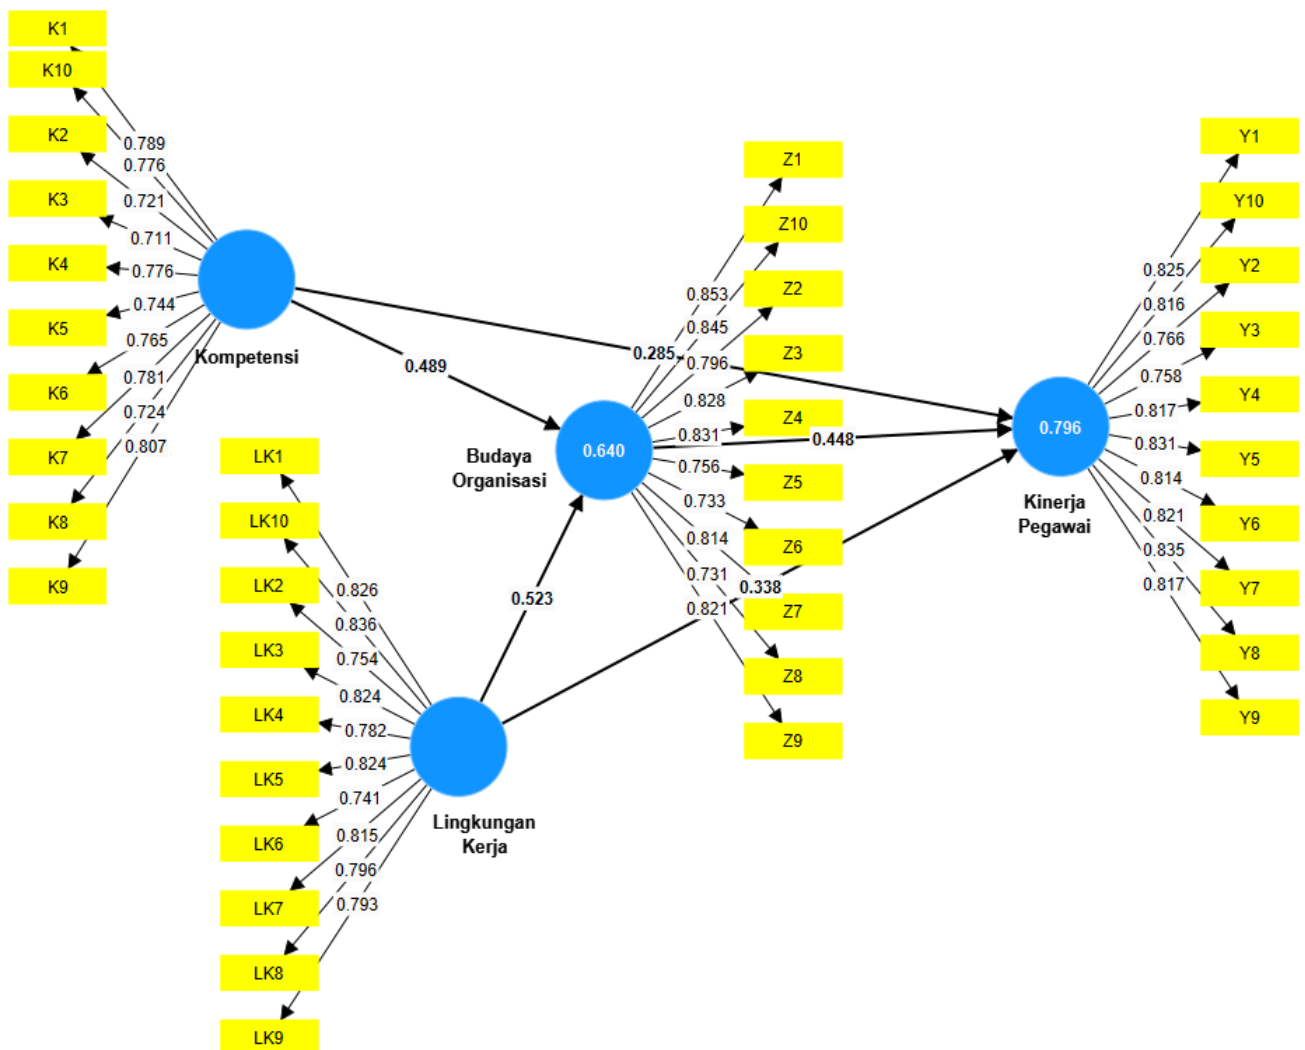 K1
K10
K2
K3
K4
K5
K6
K7
K8
K9
0.789
0.776
0.721
0.711
0.776
0.744
0.765
0.781
0.724
0.807
Kompetensi
0.489
0.285
LK1
LK10
LK2
LK3
LK4
LK5
LK6
LK7
LK8
LK9
0.826
0.836
0.754
0.824
0.782
0.824
0.741
0.815
0.796
0.793
Lingkungan
Kerja
0.523
0.338
Budaya
Organisasi
0.640
0.448
0.853
0.845
0.796
0.828
0.831
0.756
0.733
0.814
0.731
0.821
Z1
Z10
Z2
Z3
Z4
Z5
Z6
Z7
Z8
Z9
0.796
Kinerja
Pegawai
0.825
0.816
0.766
0.758
0.817
0.831
0.814
0.821
0.835
0.817
Y1
Y10
Y2
Y3
Y4
Y5
Y6
Y7
Y8
Y9